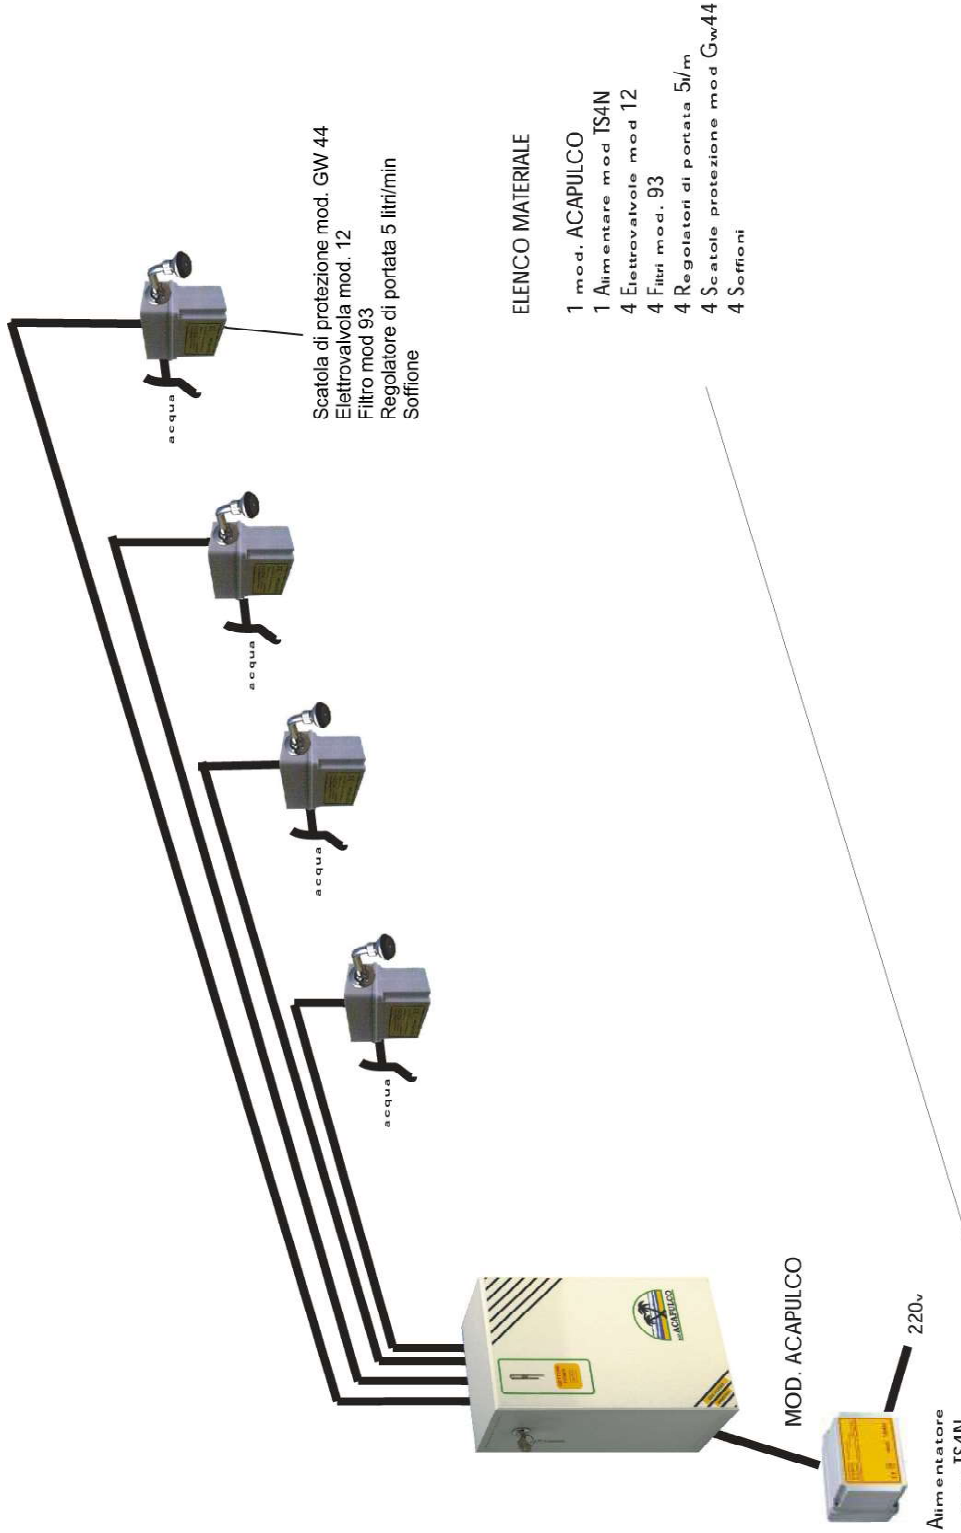 Scatola di protezione mod. GW 44
Elettrovalvola mod. 12
Filtro mod 93
Regolatore di portata 5 litri/min
Soffione
acqua
acqua
acqua
acqua
ELENCO MATERIALE
1 mod. ACAPULCO
1 Alimentare mod TS4N
4 Elettrovalvole mod 12
4 Filtri mod. 93
4 Regolatori di portata 5l/m
4 Scatole protezione mod Gw44
4 Soffioni
ACAPULCO
MOD. ACAPULCO
220v
Alimentatore
TS4N